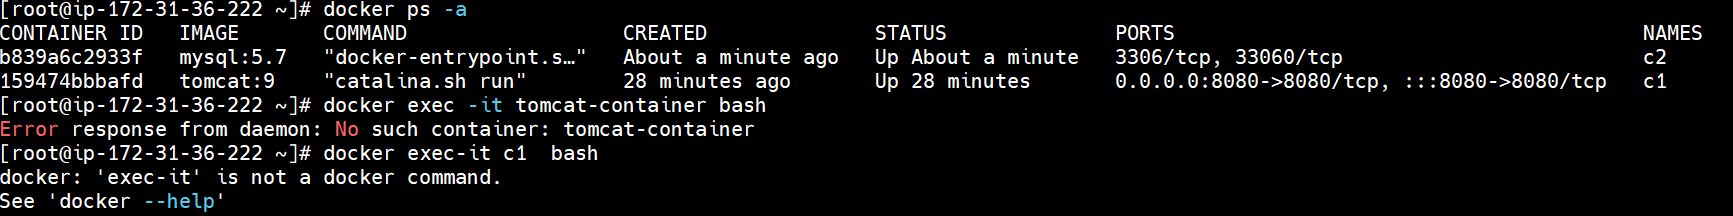 [root@ip-172-31-36-222 ~]# docker ps -a
CONTAINER ID   IMAGE       COMMAND                  CREATED              STATUS              PORTS                                       NAMES
b839a6c2933f   mysql:5.7   "docker-entrypoint.s…"   About a minute ago   Up About a minute   3306/tcp, 33060/tcp                         c2
159474bbbafd   tomcat:9    "catalina.sh run"        28 minutes ago       Up 28 minutes       0.0.0.0:8080->8080/tcp, :::8080->8080/tcp   c1
[root@ip-172-31-36-222 ~]# docker exec -it tomcat-container bash
Error response from daemon: No such container: tomcat-container
[root@ip-172-31-36-222 ~]# docker exec-it c1  bash
docker: 'exec-it' is not a docker command.
See 'docker --help'